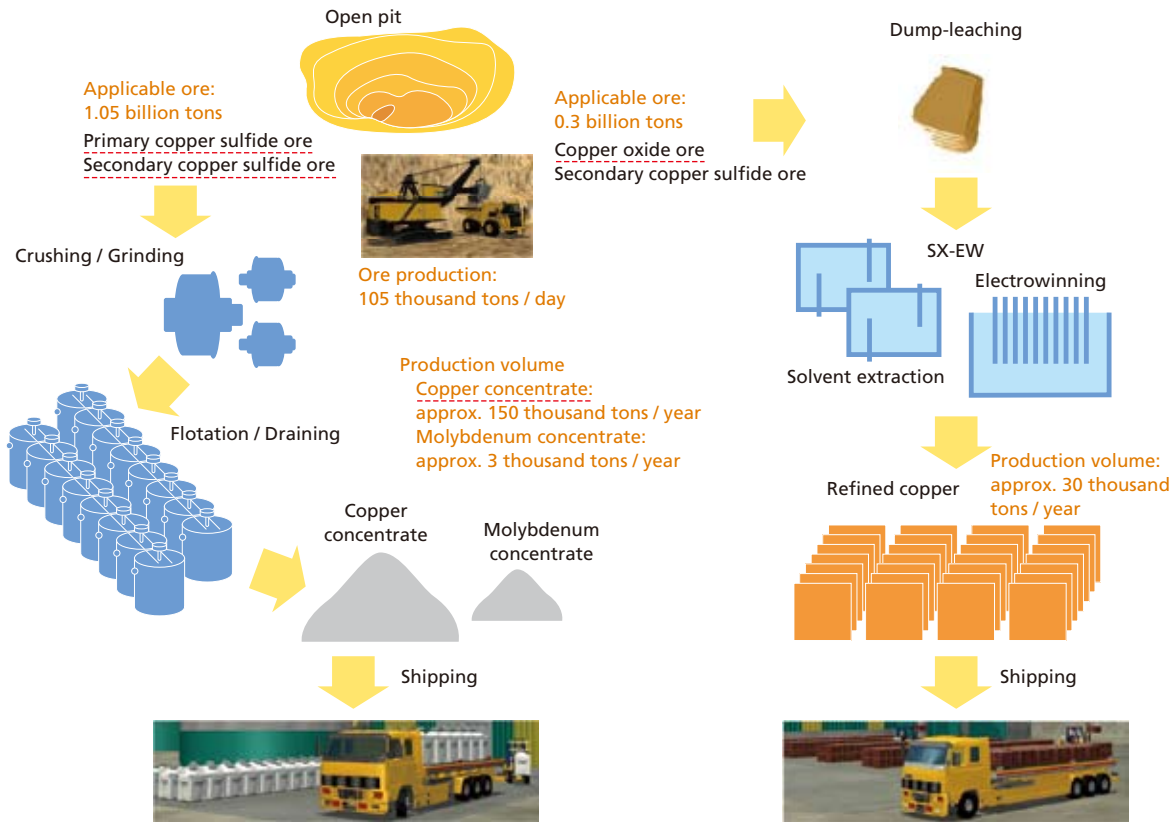 Open pit
Applicable ore:
1.05 billion tons
Primary copper sulfide ore
Secondary copper sulfide ore
Crushing / Grinding
Flotation / Draining
Ore production:
105 thousand tons / day
Production volume
Copper concentrate:
approx. 150 thousand tons / year
Molybdenum concentrate:
approx. 3 thousand tons / year
Copper
concentrate
Molybdenum
concentrate
Shipping
Applicable ore:
0.3 billion tons
Copper oxide ore
Secondary copper sulfide ore
Dump-leaching
SX-EW
Electrowinning
Solvent extraction
Refined copper
Production volume:
approx. 30 thousand
tons / year
Shipping